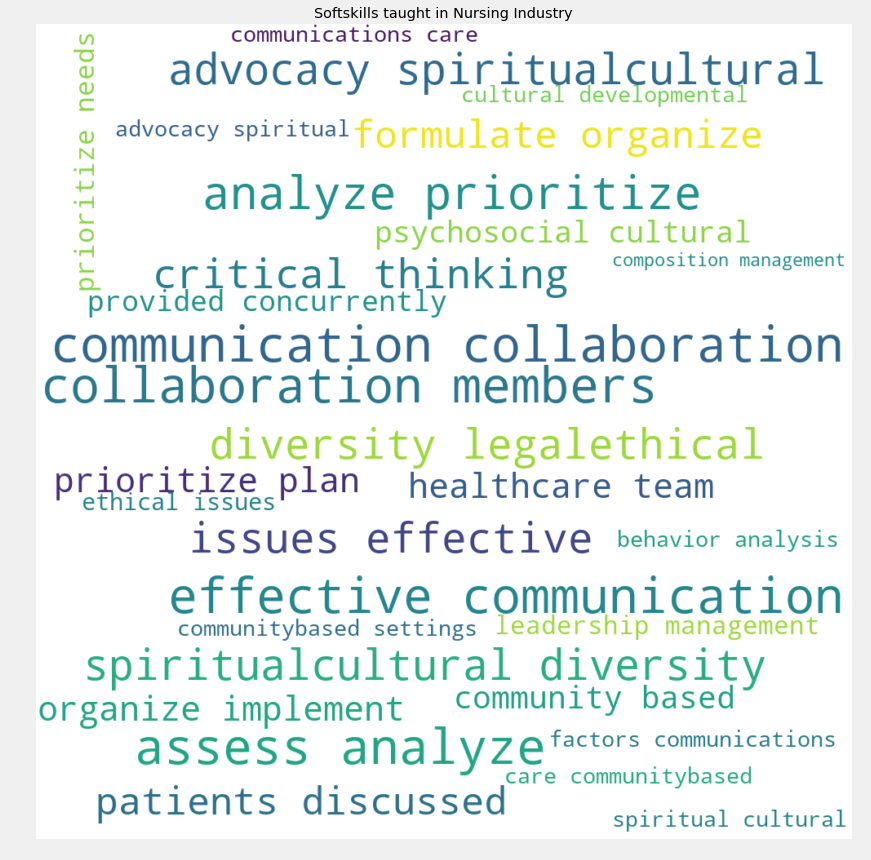 Softskills taught in Nursing Industry
communications care
prioritize needs
advocacy spiritualcultural
cultural developmental
advocacy spiritual
formulate organize
analyze prioritize
psychosocial cultural
composition management
critical thinking
provided concurrently
communication collaboration
collaboration members
diversity legalethical
prioritize plan
healthcare team
ethical issues
issues effective
behavior analysis
effective communication
communitybased settings
leadership management
spiritualcultural diversity
community based
organize implement
assess analyze
factors communications
care communitybased
patients discussed
spiritual cultural